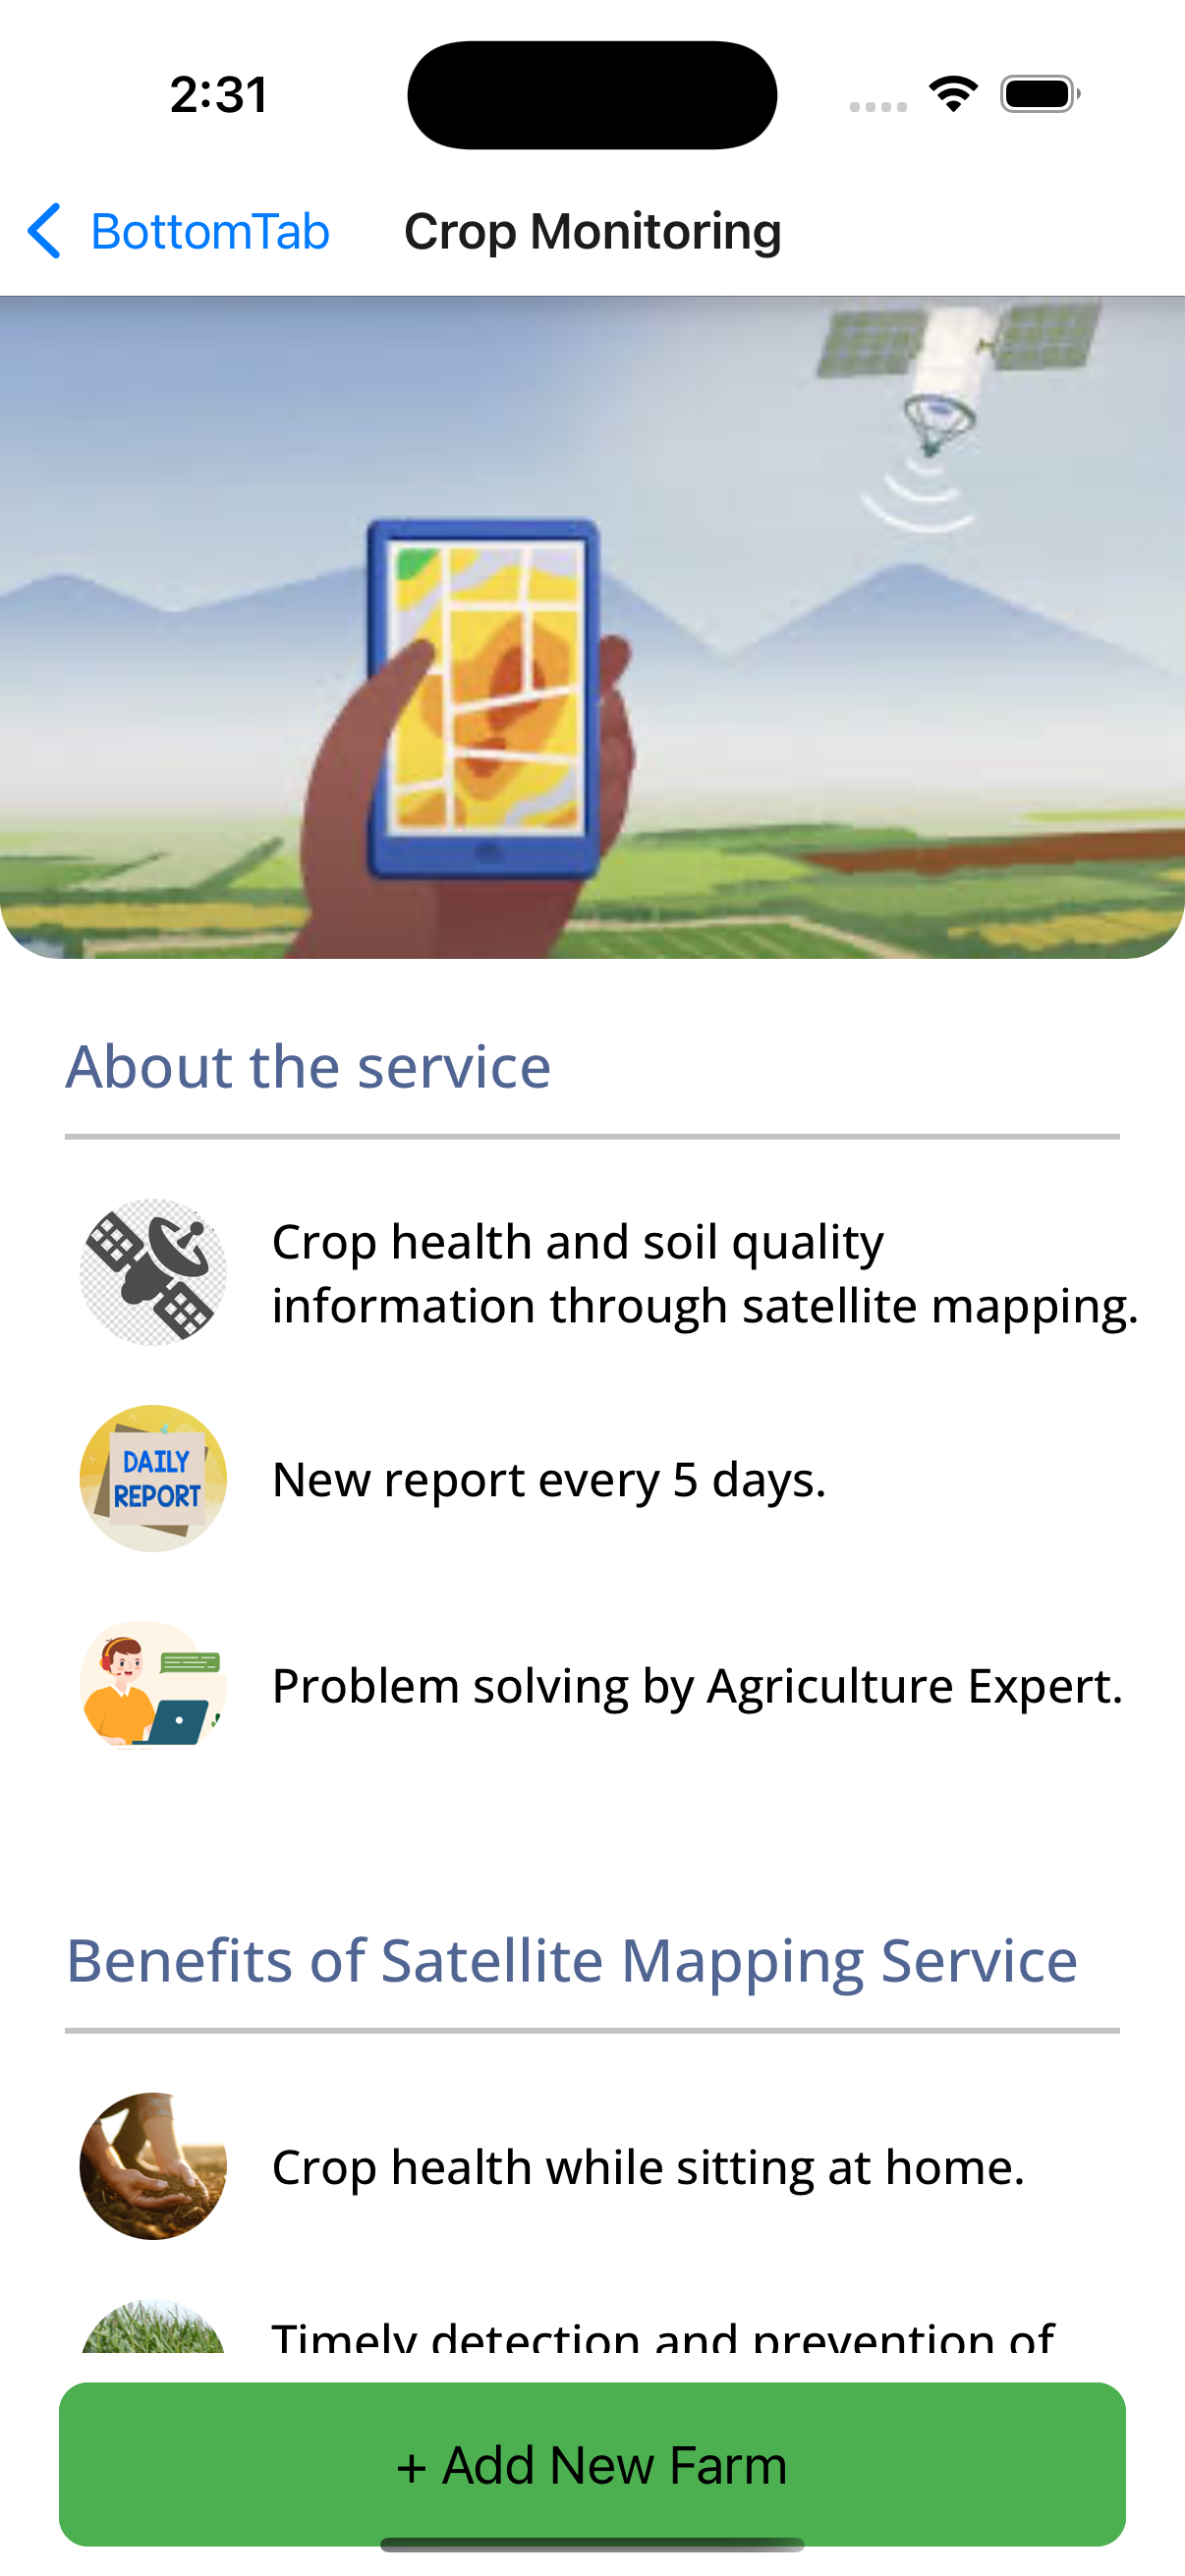 2:31
BottomTab
Crop Monitoring
About the service
Crop health and soil quality
information through satellite mapping.
DAILY
REPORT
New report every 5 days.
Problem solving by Agriculture Expert.
Benefits of Satellite Mapping Service
Crop health while sitting at home.
Timely detection and prevention of
+ Add New Farm